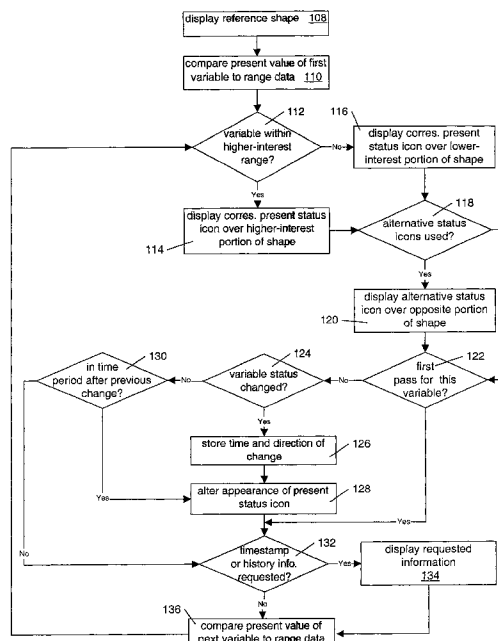 display reference shape 108
compare present value of first
variable to range data 110
112
variable within
higher-interest
range?
No
116
display corres. present
status icon over lower-
interest portion of shape
Yes
display corres. present status
icon over higher-interest
portion of shape
114
118
alternative status
icons used?
Yes
display alternative status
icon over opposite portion
of shape
120
122
first
pass for this
variable?
No
Yes
124
variable status
changed?
No
Yes
130
in time
period after previous
change?
Yes
No
store time and direction of
change
126
alter appearance of present
status icon
128
132
timestamp
or history info.
requested?
Yes
No
display requested
information
134
136
compare present value of
next variable to range data